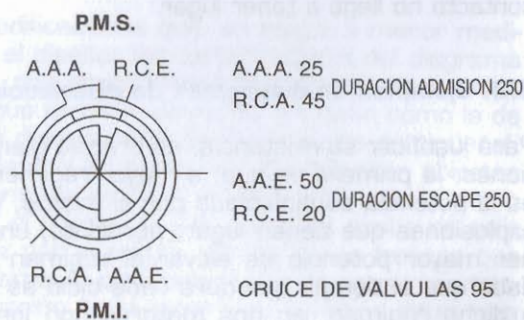 P.M.S.
A.A.A. R.C.E.
A.A.A. 25
R.C.A. 45
DURACION ADMISION 250
A.A.E. 50
R.C.E. 20
DURACION ESCAPE 250
R.C.A.- A.A.E.
P.M.I.
CRUCE DE VALVULAS 95